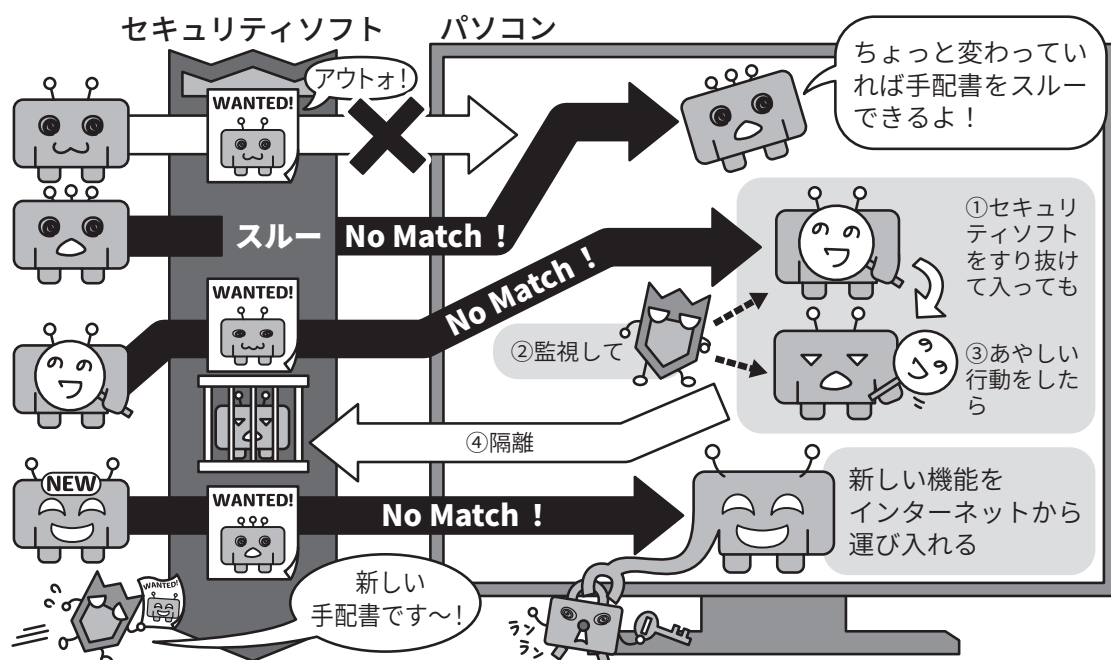 セキュリティソフト
パソコン
アウトォ!
WANTED!
ちょっと変わってい
れば手配書をスルー
できるよ！
スルー
No Match！
No Match！
WANTED!
①セキュリ
ティソフト
をすり抜け
て入っても
②監視して
③あやしい
行動をした
ら
④隔離
NEW
WANTED!
No Match！
新しい機能を
インターネットから
運び入れる
WANTED!
新しい
手配書です〜!
ラン
ラン